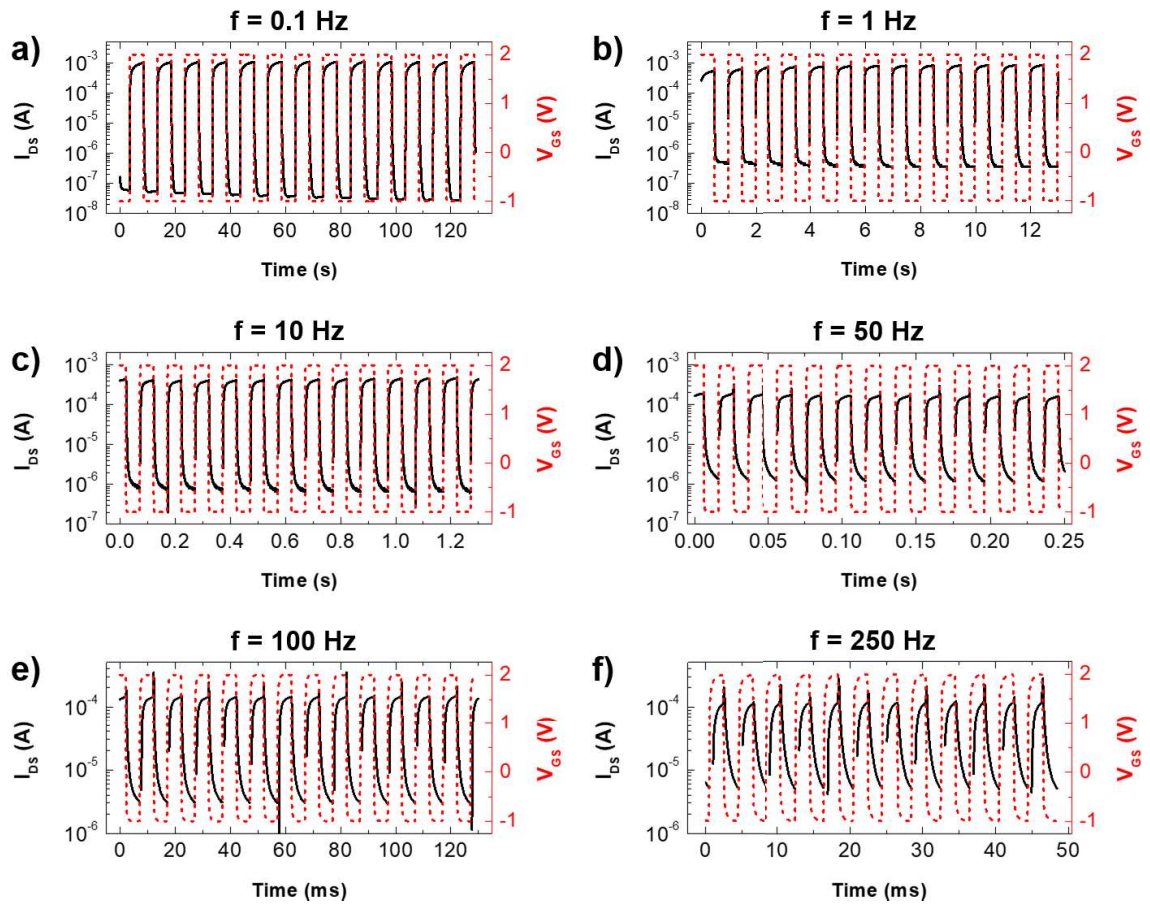 f = 0.1 Hz
a)
I_DS (A)
10⁻³
10⁻⁴
10⁻⁵
10⁻⁶
10⁻⁷
10⁻⁸
2
1
0
-1
V_GS (V)
0 20 40 60 80 100 120
Time (s)
f = 1 Hz
b)
I_DS (A)
10⁻³
10⁻⁴
10⁻⁵
10⁻⁶
10⁻⁷
10⁻⁸
2
1
0
-1
V_GS (V)
0 2 4 6 8 10 12
Time (s)
f = 10 Hz
c)
I_DS (A)
10⁻³
10⁻⁴
10⁻⁵
10⁻⁶
10⁻⁷
2
1
0
-1
V_GS (V)
0.0 0.2 0.4 0.6 0.8 1.0 1.2
Time (s)
f = 50 Hz
d)
I_DS (A)
10⁻³
10⁻⁴
10⁻⁵
10⁻⁶
10⁻⁷
2
1
0
-1
V_GS (V)
0.00 0.05 0.10 0.15 0.20 0.25
Time (s)
f = 100 Hz
e)
I_DS (A)
10⁻⁴
10⁻⁵
10⁻⁶
2
1
0
-1
V_GS (V)
0 20 40 60 80 100 120
Time (ms)
f = 250 Hz
f)
I_DS (A)
10⁻⁴
10⁻⁵
10⁻⁶
2
1
0
-1
V_GS (V)
0 10 20 30 40 50
Time (ms)